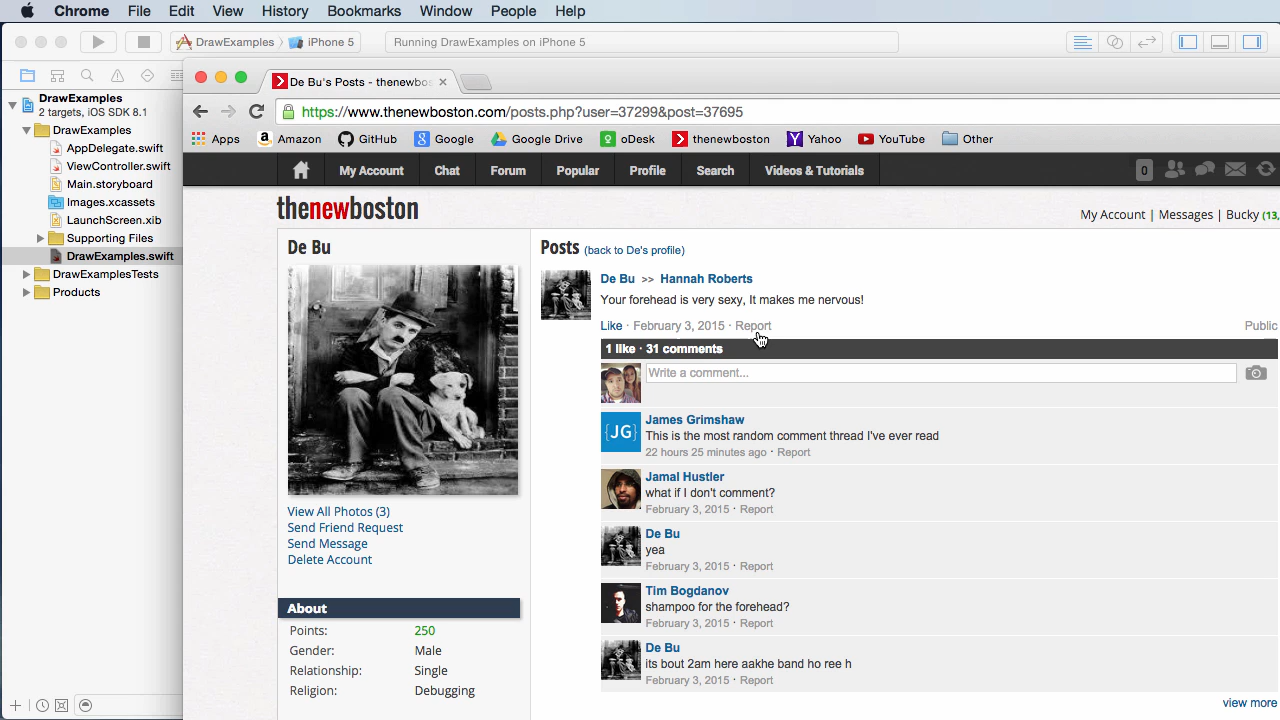 Chrome File Edit View History Bookmarks Window People Help
DrawExamples iPhone 5 Running DrawExamples on iPhone 5
De Bu's Posts - thenewbos
https://www.thenewboston.com/posts.php?user=37299&post=37695
Apps Amazon GitHub Google Google Drive oDesk thenewboston Yahoo YouTube Other
My Account Chat Forum Popular Profile Search Videos & Tutorials 0
thenewboston
My Account | Messages | Bucky (13,
DrawExamples
2 targets, iOS SDK 8.1
DrawExamples
AppDelegate.swift
ViewController.swift
Main.storyboard
Images.xcassets
LaunchScreen.xib
Supporting Files
DrawExamples.swift
DrawExamplesTests
Products
De Bu
View All Photos (3)
Send Friend Request
Send Message
Delete Account
About
Points: 250
Gender: Male
Relationship: Single
Religion: Debugging
Posts (back to De's profile)
De Bu >> Hannah Roberts
Your forehead is very sexy, It makes me nervous!
Like · February 3, 2015 · Report Public
1 like · 31 comments
Write a comment...
{JG}
James Grimshaw
This is the most random comment thread I've ever read
22 hours 25 minutes ago · Report
Jamal Hustler
what if I don't comment?
February 3, 2015 · Report
De Bu
yea
February 3, 2015 · Report
Tim Bogdanov
shampoo for the forehead?
February 3, 2015 · Report
De Bu
its bout 2am here aakhe band ho ree h
February 3, 2015 · Report
view more